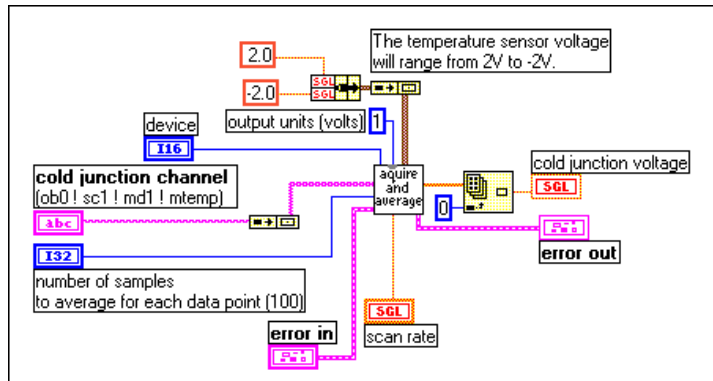 2.0
SGL
-2.0
SGL
The temperature sensor voltage
will range from 2V to -2V.
device
output units (volts)
1
I16
cold junction channel
(ob0 ! sc1 ! md1 ! mtemp)
abc
aquire
and
average
0
cold junction voltage
SGL
I32
number of samples
to average for each data point (100)
error out
error in
SGL
scan rate